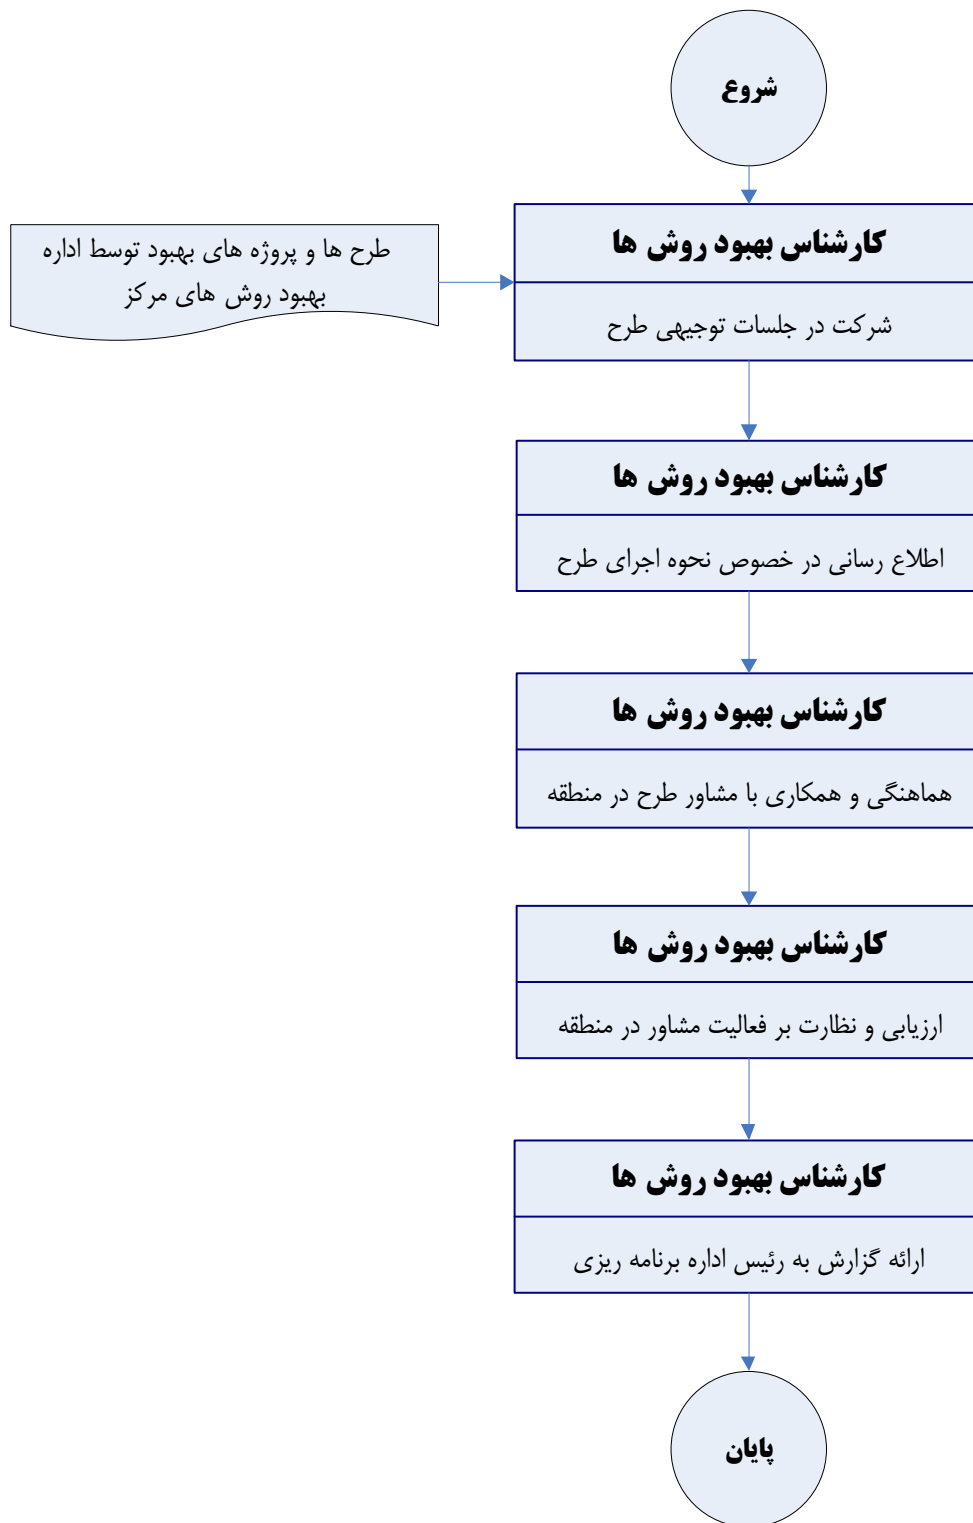 شروع
کارشناس بهبود روش ها
طرح ها و پروژه های بهبود توسط اداره
بهبود روش های مرکز
شرکت در جلسات توجیهی طرح
کارشناس بهبود روش ها
اطلاع رسانی در خصوص نحوه اجرای طرح
کارشناس بهبود روش ها
هماهنگی و همکاری با مشاور طرح در منطقه
کارشناس بهبود روش ها
ارزیابی و نظارت بر فعالیت مشاور در منطقه
کارشناس بهبود روش ها
ارائه گزارش به رئیس اداره برنامه ریزی
پایان